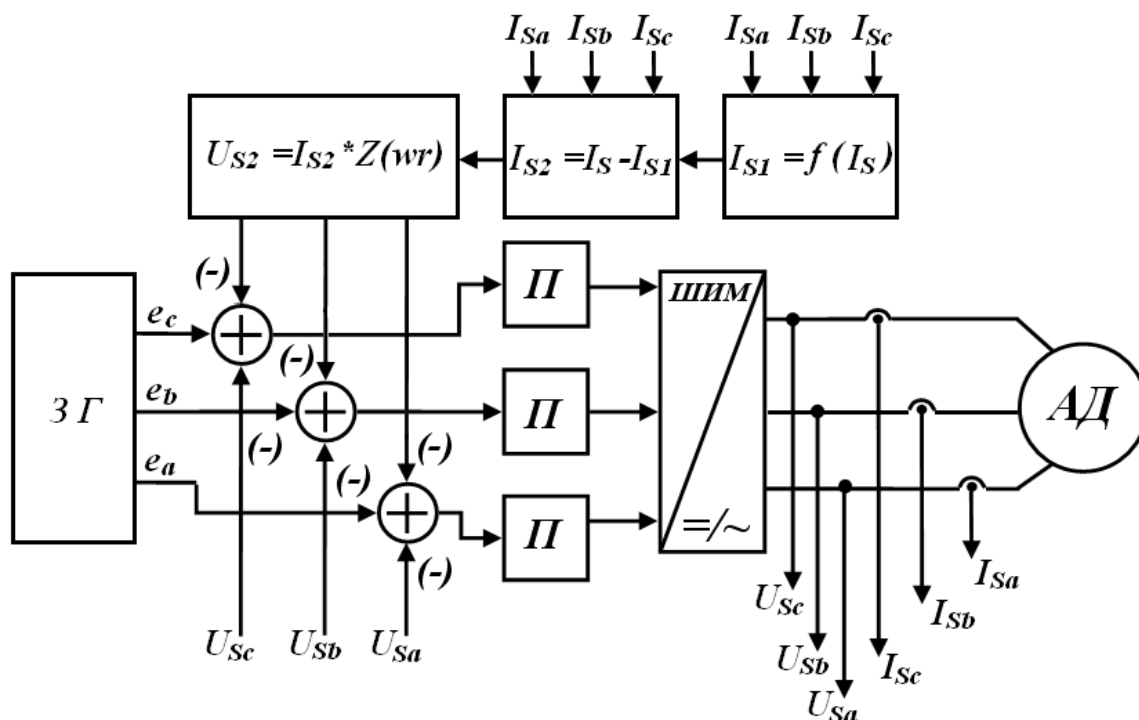 I_Sa I_Sb I_Sc I_Sa I_Sb I_Sc
U_S2 =I_S2*Z(wr) I_S2 =I_S-I_S1 I_S1 =f(I_S)
(-)
П
ШИМ
e_c
(-)
З Г
e_b
П
АД
(-)
(-)
e_a
(-)
П
=/~
(-)
I_Sa
U_Sc
I_Sb
U_Sc U_Sb U_Sa
U_Sb
I_Sc
U_Sa